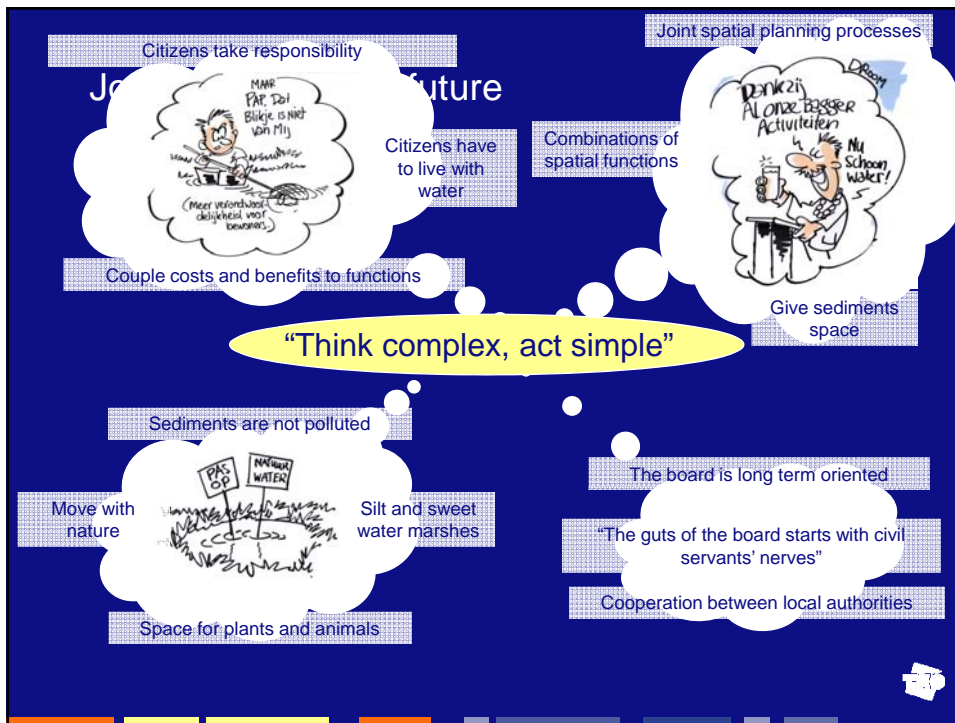 Citizens take responsibility
Jo
future
MAAR
PAP, Dat
Blikje is Niet
van Mij
(Meer verantwoor-
delijkheid voor
bewoners.)
Citizens have
to live with
water
Couple costs and benefits to functions
Joint spatial planning processes
DROOM
Dankzij
Al onze Bagger
Activiteiten
Nu
Schoon
water!
Combinations of
spatial functions
Give sediments
space
“Think complex, act simple”
Sediments are not polluted
PAS
OP
NATUUR
WATER
Move with
nature
Silt and sweet
water marshes
Space for plants and animals
The board is long term oriented
“The guts of the board starts with civil
servants’ nerves”
Cooperation between local authorities